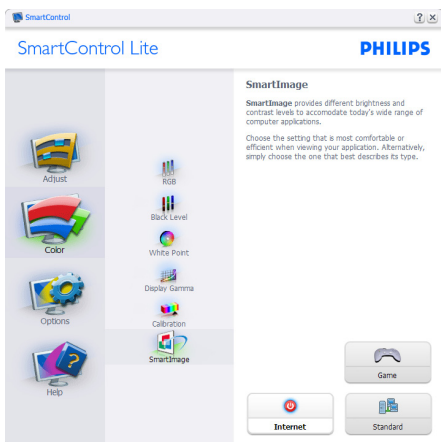 SmartControl
? x
SmartControl Lite
PHILIPS
Adjust
Color
Options
Help
RGB
Black Level
White Point
Display Gamma
Calibration
SmartImage
SmartImage
SmartImage provides different brightness and
contrast levels to accomodate today's wide range of
computer applications.
Choose the setting that is most comfortable or
efficient when viewing your application. Alternatively,
simply choose the one that best describes its type.
Game
Internet
Standard